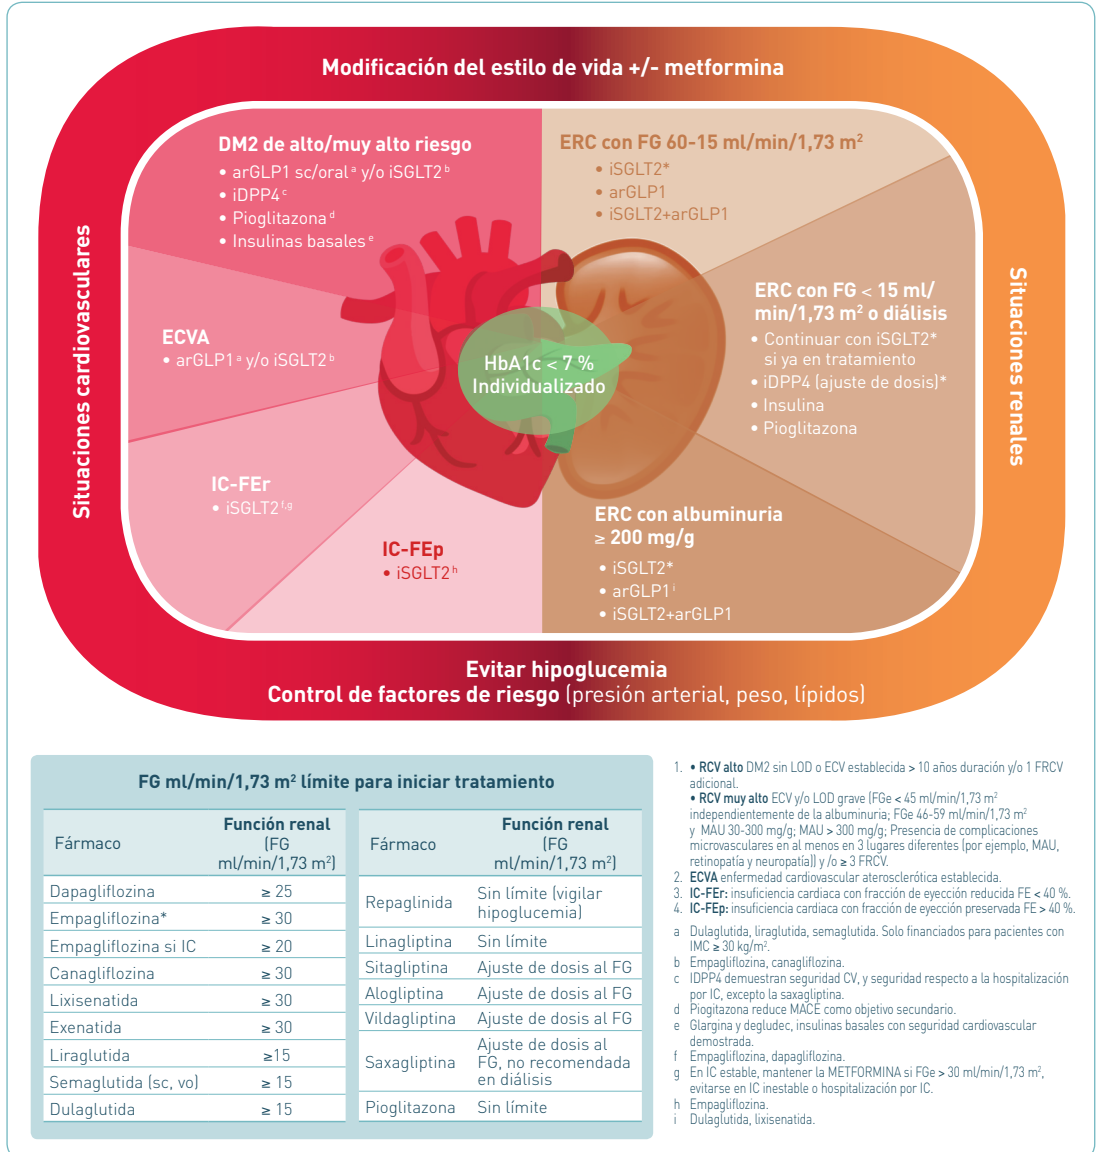 Modificación del estilo de vida +/- metformina
Situaciones cardiovasculares
DM2 de alto/muy alto riesgo
• arGLP1 sc/oral a y/o iSGLT2 b
• iDPP4 c
• Pioglitazona d
• Insulinas basales e
ECVA
• arGLP1 a y/o iSGLT2 b
IC-FEr
• iSGLT2 f,g
IC-FEp
• iSGLT2 h
HbA1c < 7 %
Individualizado
ERC con FG 60-15 ml/min/1,73 m²
• iSGLT2*
• arGLP1
• iSGLT2+arGLP1
ERC con FG < 15 ml/
min/1,73 m² o diálisis
• Continuar con iSGLT2*
si ya en tratamiento
• iDPP4 (ajuste de dosis)*
• Insulina
• Pioglitazona
ERC con albuminuria
≥ 200 mg/g
• iSGLT2*
• arGLP1 i
• iSGLT2+arGLP1
Situaciones renales
Evitar hipoglucemia
Control de factores de riesgo (presión arterial, peso, lípidos)
FG ml/min/1,73 m² límite para iniciar tratamiento
Fármaco
Función renal
(FG
ml/min/1,73 m²)
Dapagliflozina ≥ 25
Empagliflozina* ≥ 30
Empagliflozina si IC ≥ 20
Canagliflozina ≥ 30
Lixisenatida ≥ 30
Exenatida ≥ 30
Liraglutida ≥15
Semaglutida (sc, vo) ≥ 15
Dulaglutida ≥ 15
Fármaco
Función renal
(FG
ml/min/1,73 m²)
Repaglinida Sin límite (vigilar
hipoglucemia)
Linagliptina Sin límite
Sitagliptina Ajuste de dosis al FG
Alogliptina Ajuste de dosis al FG
Vildagliptina Ajuste de dosis al FG
Saxagliptina Ajuste de dosis al
FG, no recomendada
en diálisis
Pioglitazona Sin límite
1. • RCV alto DM2 sin LOD o ECV establecida > 10 años duración y/o 1 FRCV
adicional.
• RCV muy alto ECV y/o LOD grave (FGe < 45 ml/min/1,73 m²
independientemente de la albuminuria; FGe 46-59 ml/min/1,73 m²
y MAU 30-300 mg/g; MAU > 300 mg/g; Presencia de complicaciones
microvasculares en al menos en 3 lugares diferentes (por ejemplo, MAU,
retinopatía y neuropatía)) y /o ≥ 3 FRCV.
2. ECVA enfermedad cardiovascular aterosclerótica establecida.
3. IC-FEr: insuficiencia cardiaca con fracción de eyección reducida FE < 40 %.
4. IC-FEp: insuficiencia cardiaca con fracción de eyección preservada FE > 40 %.
a Dulaglutida, liraglutida, semaglutida. Solo financiados para pacientes con
IMC ≥ 30 kg/m².
b Empagliflozina, canagliflozina.
c IDPP4 demuestran seguridad CV, y seguridad respecto a la hospitalización
por IC, excepto la saxagliptina.
d Piogitazona reduce MACE como objetivo secundario.
e Glargina y degludec, insulinas basales con seguridad cardiovascular
demostrada.
f Empagliflozina, dapagliflozina.
g En IC estable, mantener la METFORMINA si FGe > 30 ml/min/1,73 m²,
evitarse en IC inestable o hospitalización por IC.
h Empagliflozina.
i Dulaglutida, lixisenatida.